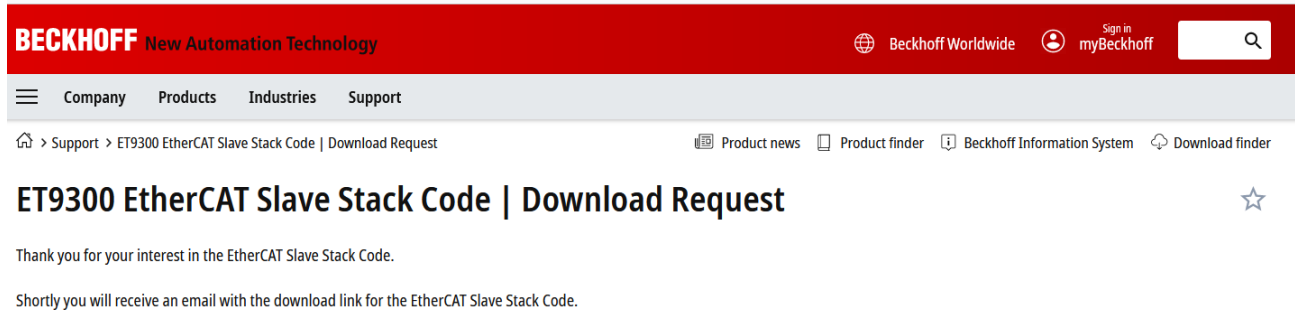 BECKHOFF New Automation Technology
Beckhoff Worldwide
Sign in
myBeckhoff
Company Products Industries Support
> Support > ET9300 EtherCAT Slave Stack Code | Download Request
Product news Product finder Beckhoff Information System Download finder
ET9300 EtherCAT Slave Stack Code | Download Request
Thank you for your interest in the EtherCAT Slave Stack Code.
Shortly you will receive an email with the download link for the EtherCAT Slave Stack Code.